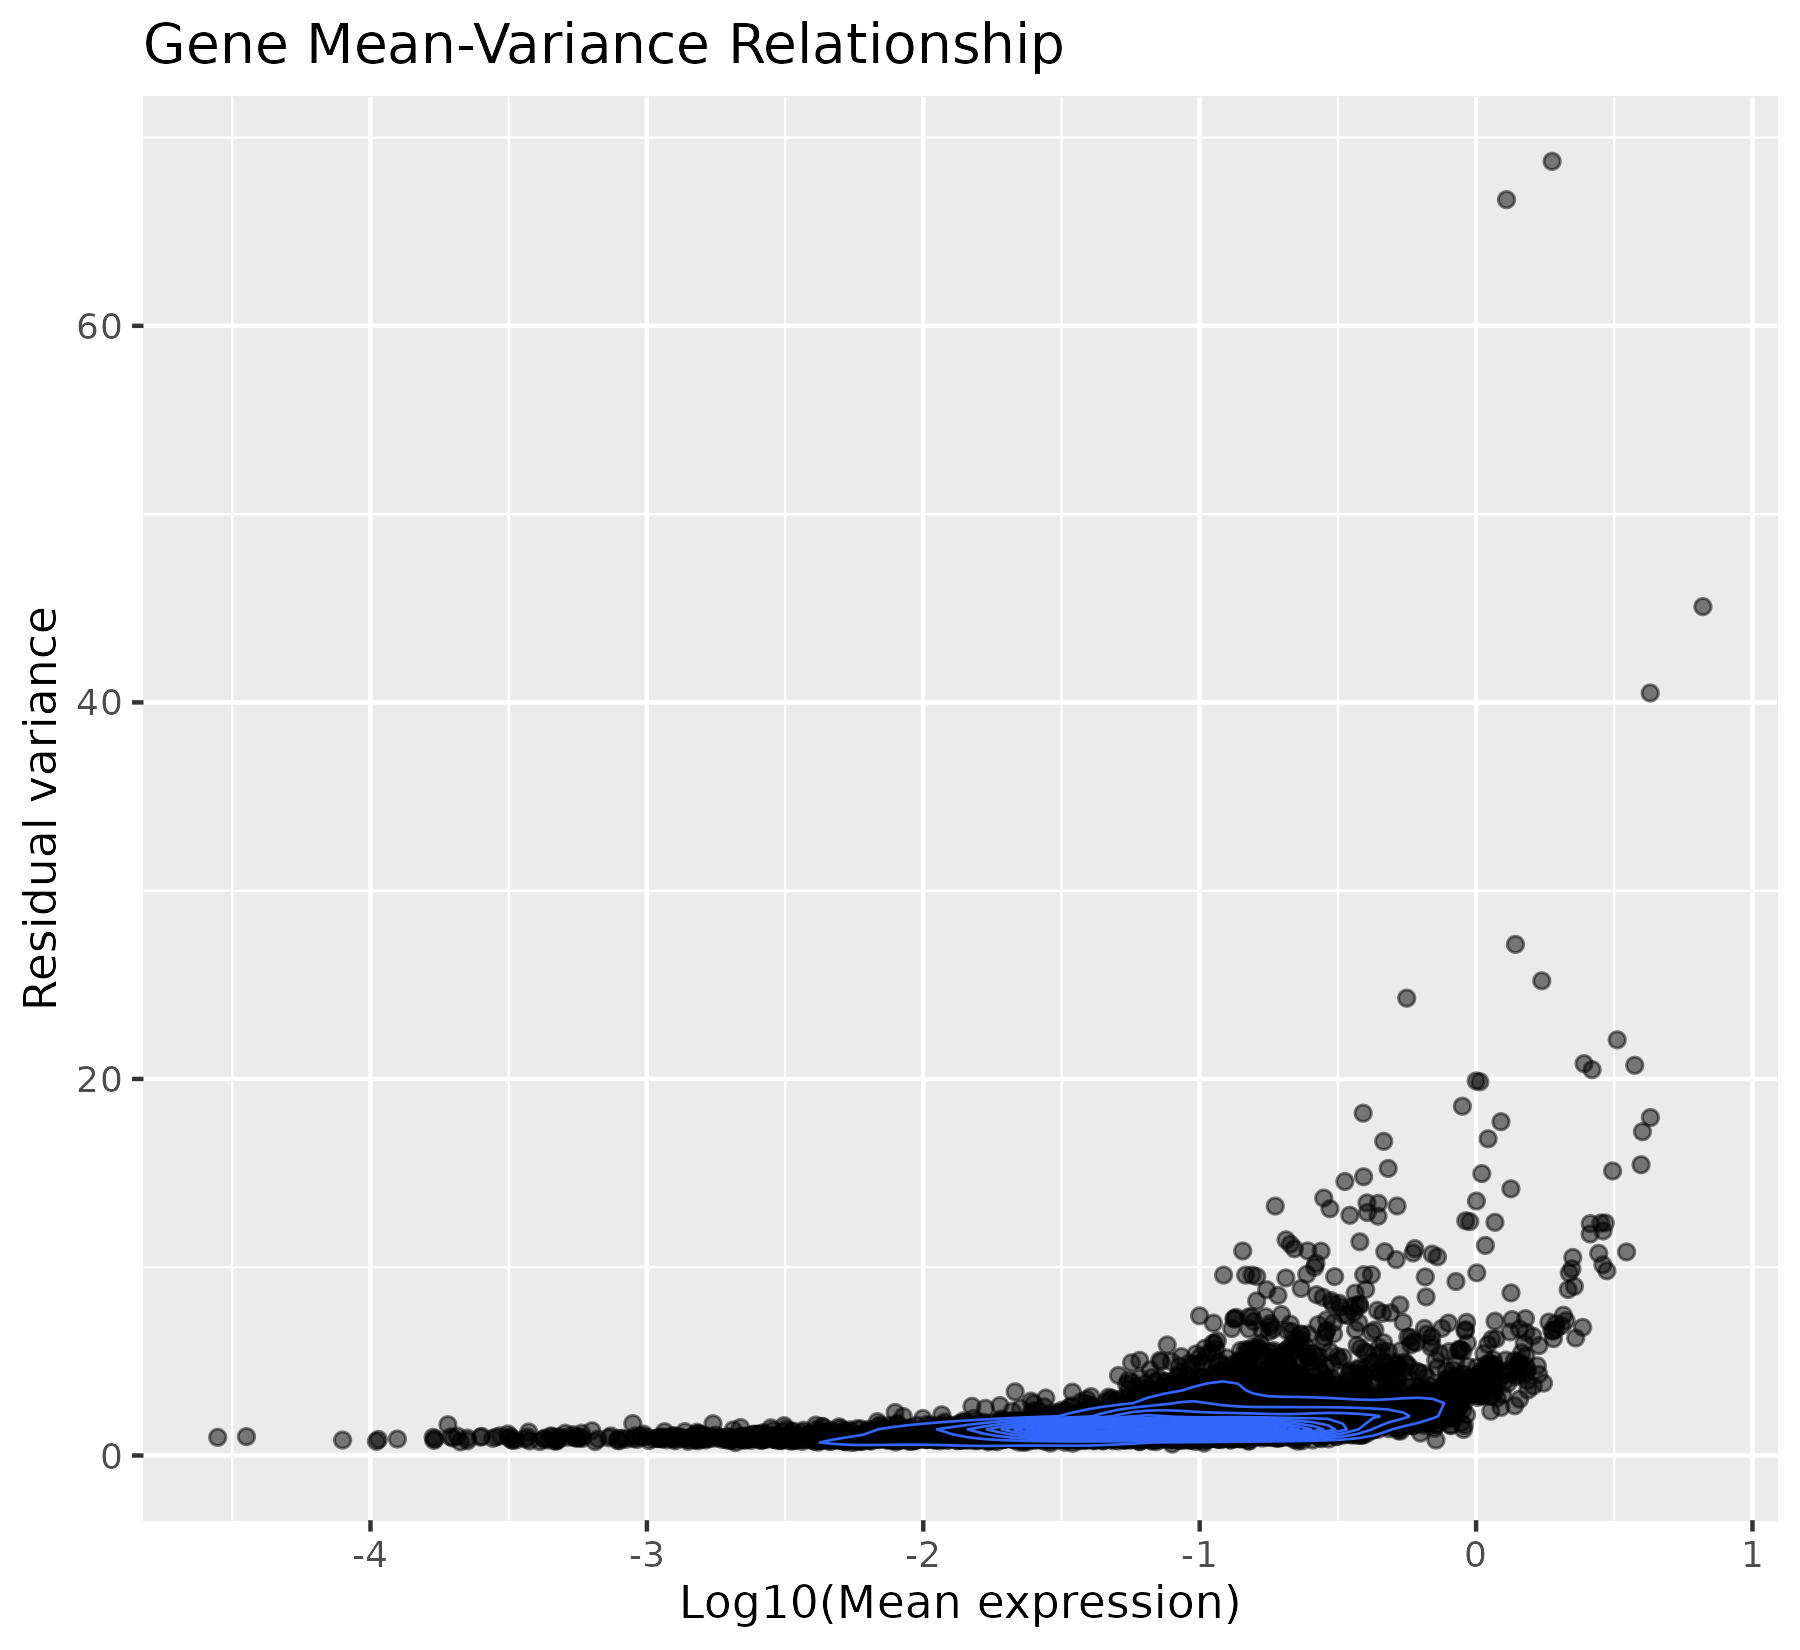 Gene Mean-Variance Relationship
Residual variance
60
40
20
0
-4 -3 -2 -1 0 1
Log10(Mean expression)